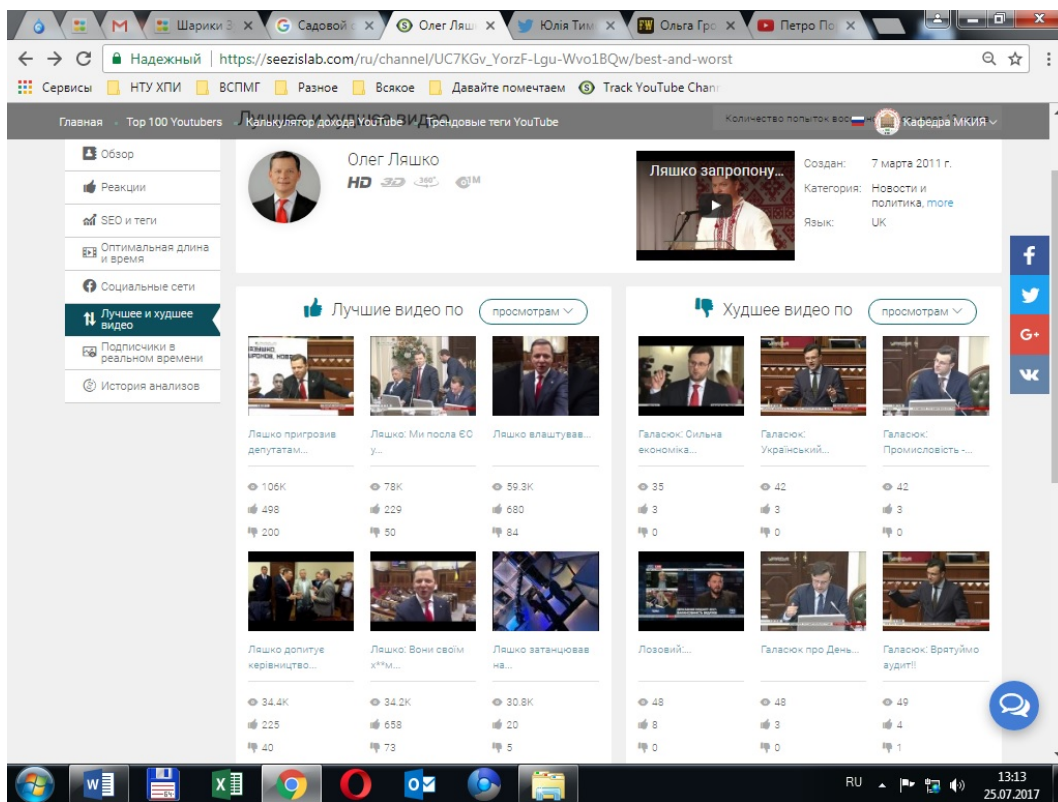 Шарики З
Садовой с
Олег Ляш
Юлія Тим
Ольга Гро
Петро По
Надежный https://seezislab.com/ru/channel/UC7KGv_YorzF-Lgu-Wvo1BQw/best-and-worst
Сервисы НТУ ХПИ ВСПМГ Разное Всякое Давайте помечтаем Track YouTube Chan
Лучшее и худшее видео
Главная Top 100 Youtubers Калькулятор дохода YouTube Трендовые теги YouTube Количество попыток Кафедра МКИЯ
Обзор
Реакции
SEO и теги
Оптимальная длина
и время
Социальные сети
Лучшее и худшее
видео
Подписчики в
реальном времени
История анализов
Олег Ляшко
HD 3D 360° 1M
Ляшко запропону...
Создан: 7 марта 2011 г.
Категория: Новости и
политика, more
Язык: UK
Лучшие видео по просмотрам
Ляшко пригрозив
депутатам...
106K
498
200
Ляшко: Ми посла ЄС
у...
78K
229
50
Ляшко влаштував...
59.3K
680
84
Ляшко допитує
керівництво...
34.4K
225
40
Ляшко: Вони своїм
х**м...
34.2K
658
73
Ляшко затанцював
на...
30.8K
20
5
Худшее видео по просмотрам
Галасюк: Сильна
економіка...
35
3
0
Галасюк:
Український...
42
3
0
Галасюк:
Промисловість -...
42
3
0
Лозовий:...
48
8
0
Галасюк про День...
48
3
0
Галасюк: Врятуймо
аудит!!
49
4
1
RU
13:13
25.07.2017